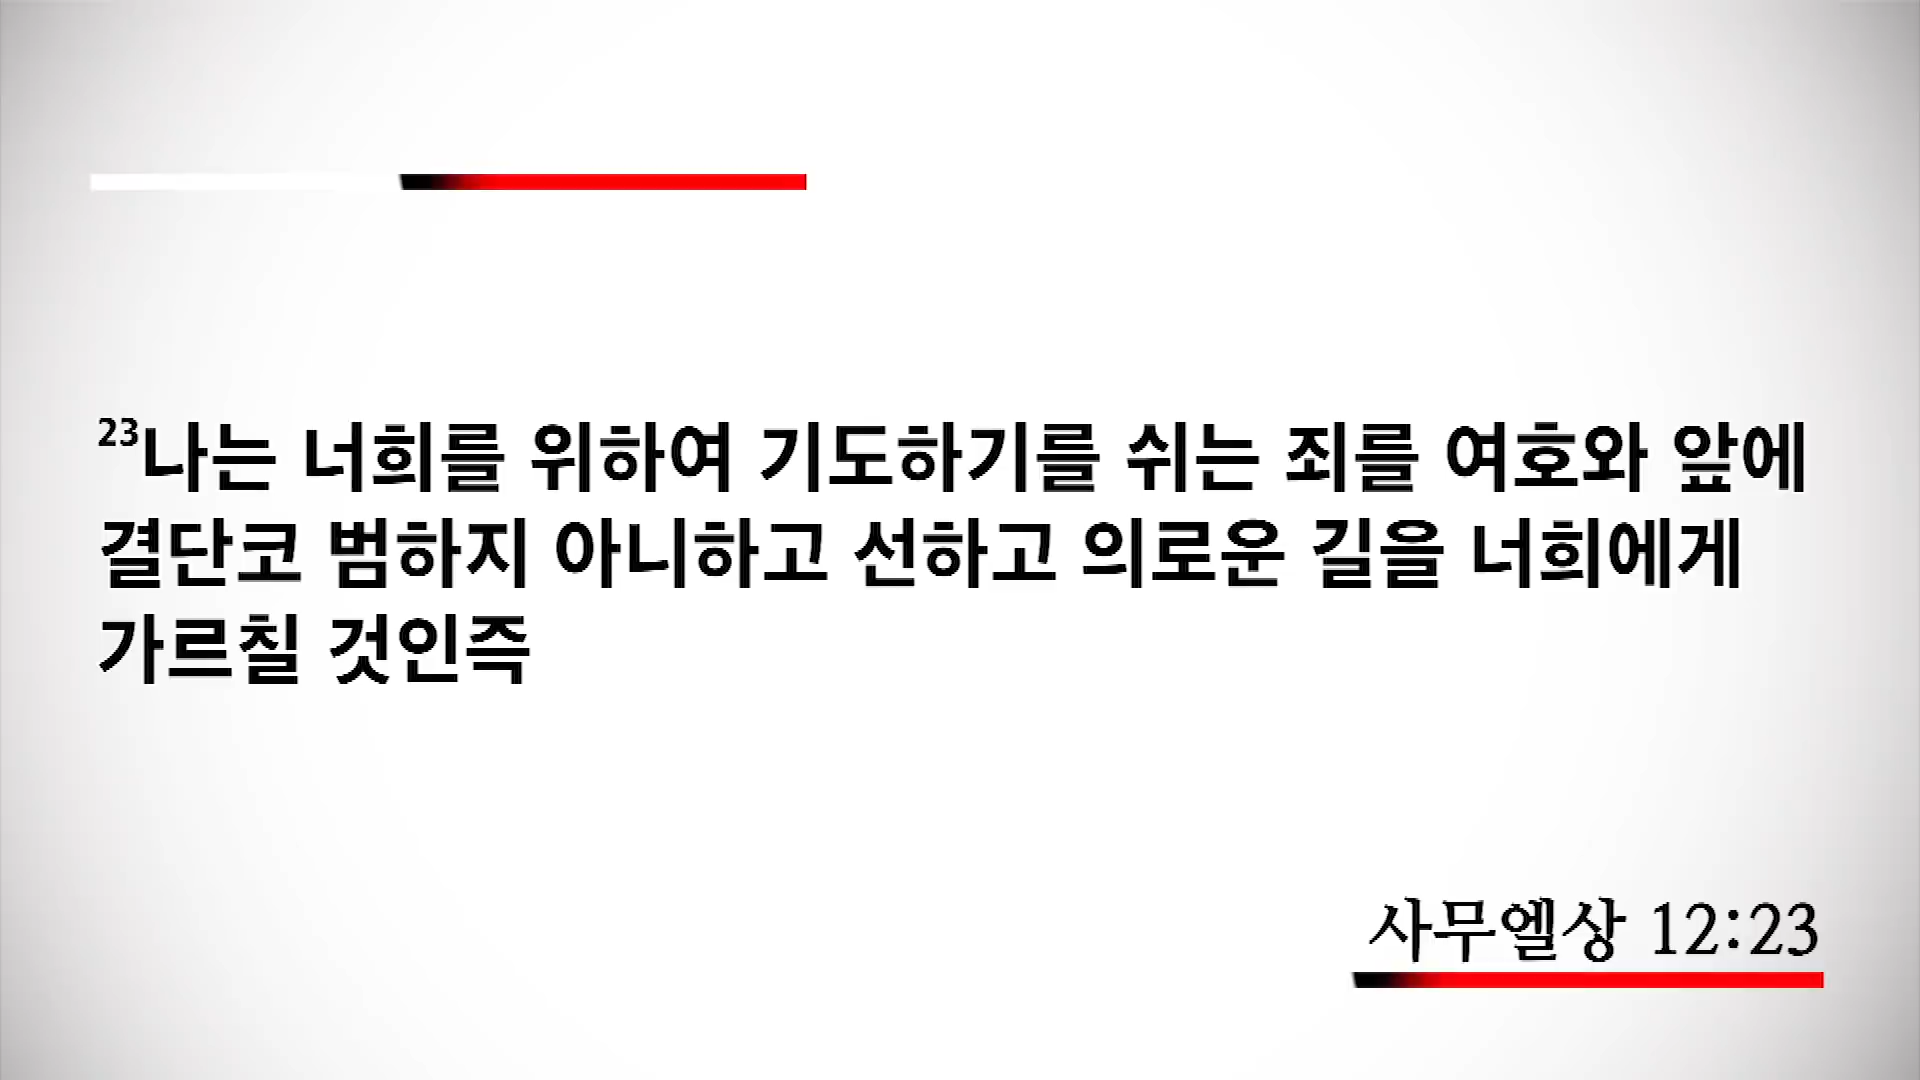 23나는 너희를 위하여 기도하기를 쉬는 죄를 여호와 앞에
결단코 범하지 아니하고 선하고 의로운 길을 너희에게
가르칠 것인즉
사무엘상 12:23